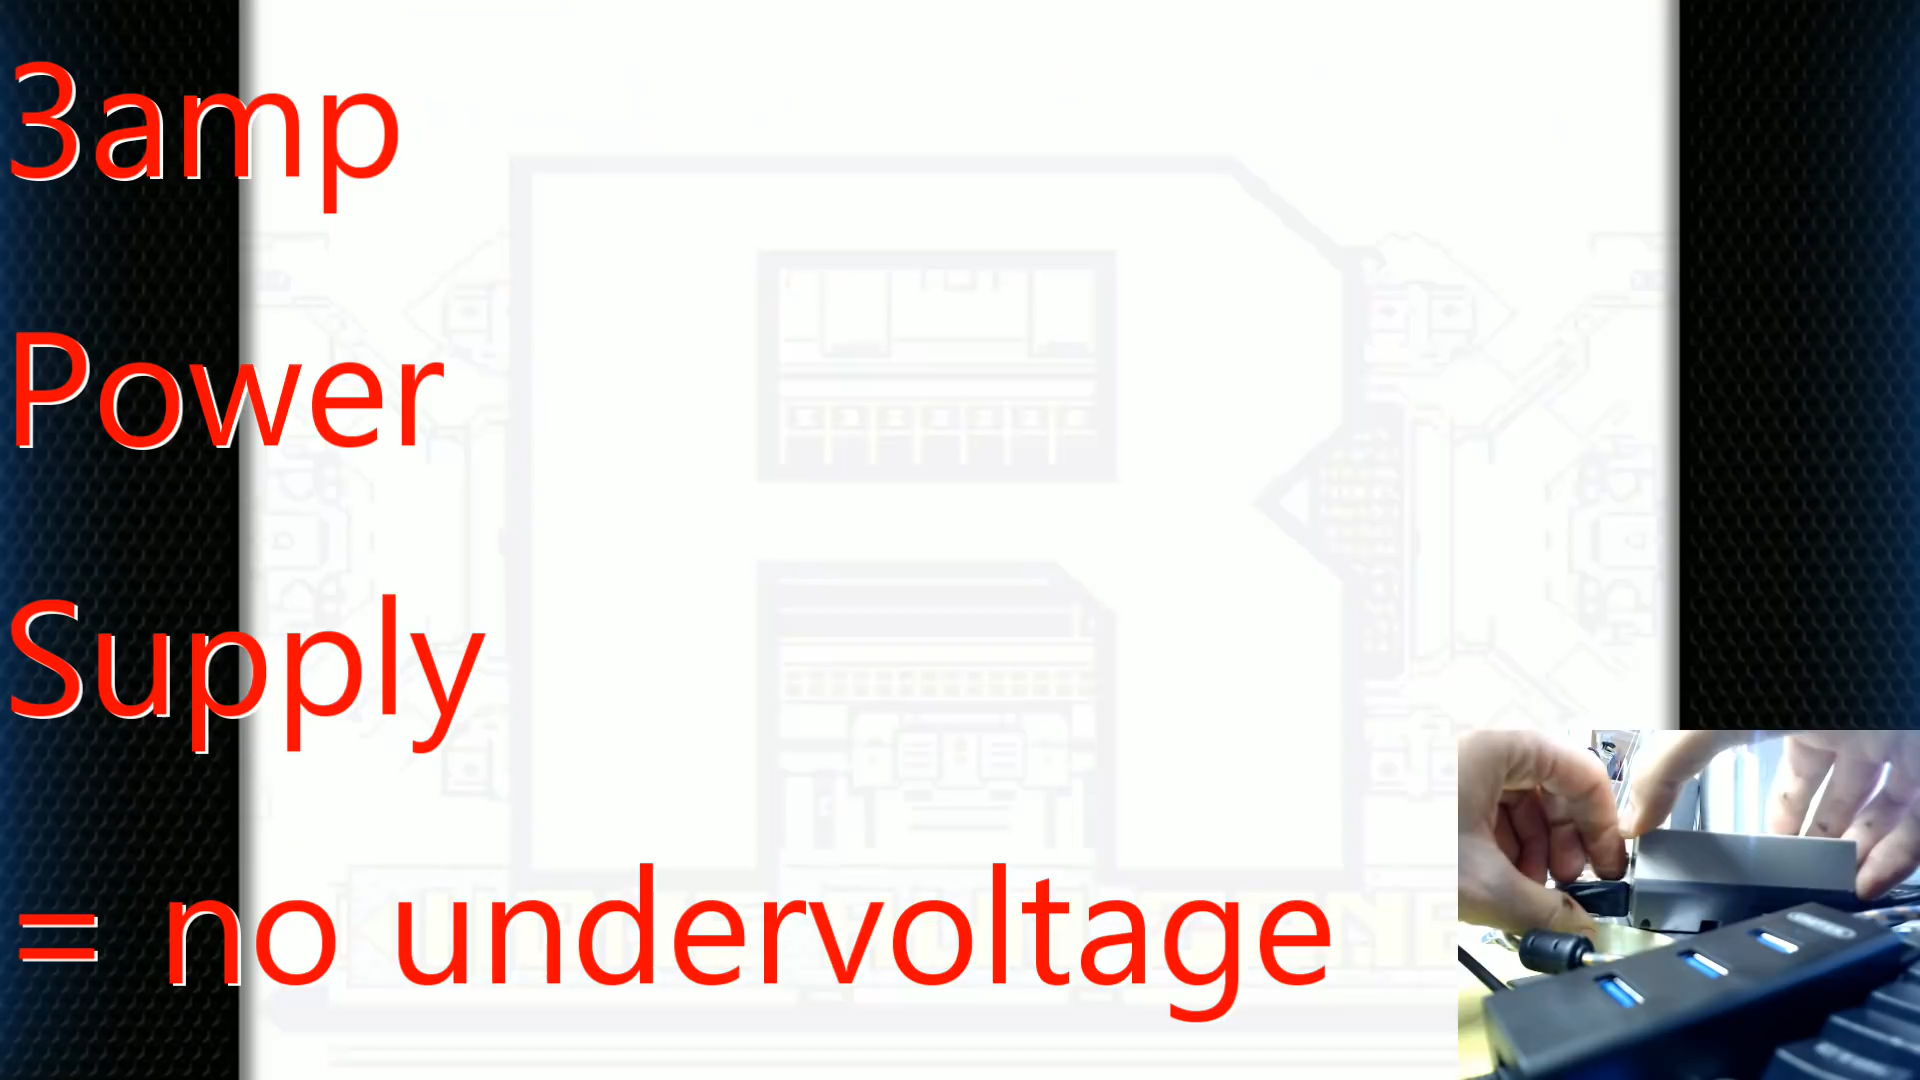 3amp
Power
Supply
= no undervoltage